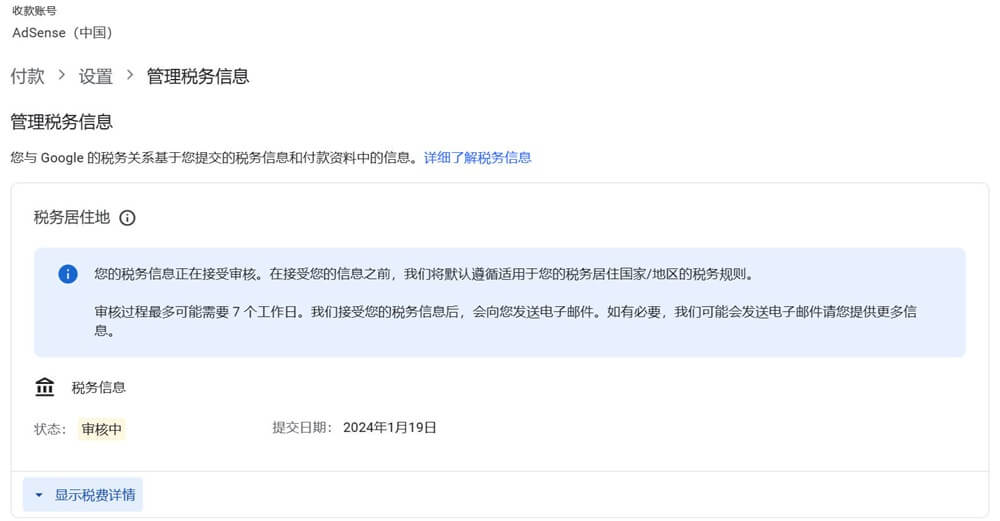 收款账号
AdSense（中国）
付款 > 设置 > 管理税务信息
管理税务信息
您与 Google 的税务关系基于您提交的税务信息和付款资料中的信息。详细了解税务信息
税务居住地
您的税务信息正在接受审核。在接受您的信息之前，我们将默认遵循适用于您的税务居住国家/地区的税务规则。
审核过程最多可能需要 7 个工作日。我们接受您的税务信息后，会向您发送电子邮件。如有必要，我们可能会发送电子邮件请您提供更多信
息。
税务信息
状态： 审核中 提交日期： 2024年1月19日
显示税费详情